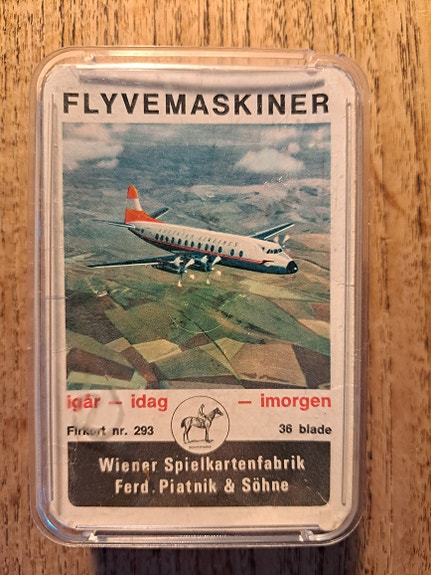 FLYVEMASKINER
igår — idag — imorgen
Firkort nr. 293 36 blade
Wiener Spielkartenfabrik
Ferd. Piatnik & Söhne